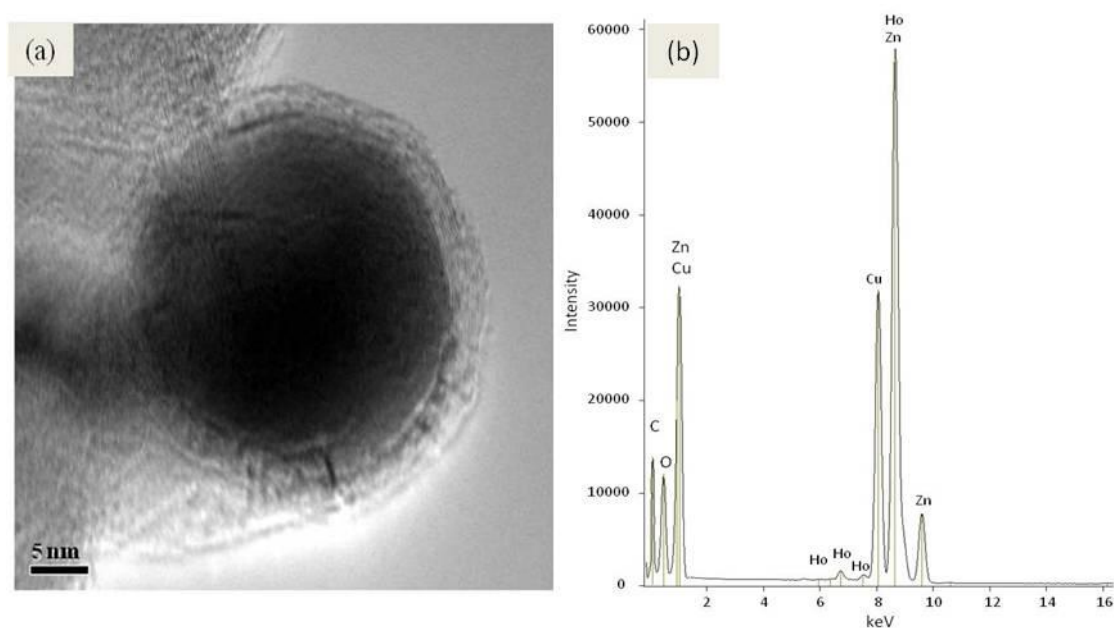 (a)
5 nm
(b)
60000
50000
40000
30000
20000
10000
0
Intensity
C
O
Zn
Cu
Ho
Ho
Ho
Cu
Ho
Zn
Zn
2 4 6 8 10 12 14 16
keV